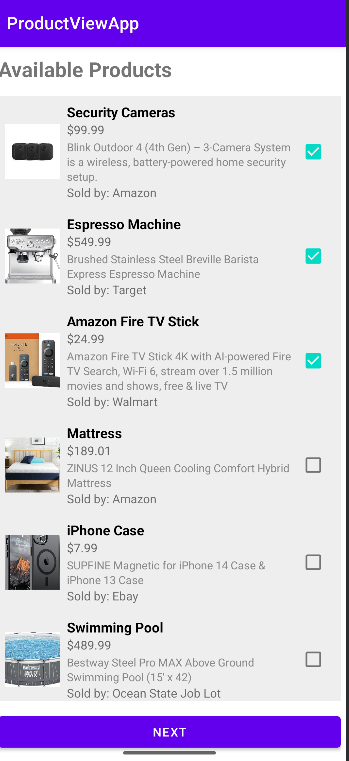 ProductViewApp
Available Products
Security Cameras
$99.99
Blink Outdoor 4 (4th Gen) – 3-Camera System
is a wireless, battery-powered home security
setup.
Sold by: Amazon
Espresso Machine
$549.99
Brushed Stainless Steel Breville Barista
Express Espresso Machine
Sold by: Target
Amazon Fire TV Stick
$24.99
Amazon Fire TV Stick 4K with AI-powered Fire
TV Search, Wi-Fi 6, stream over 1.5 million
movies and shows, free & live TV
Sold by: Walmart
Mattress
$189.01
ZINUS 12 Inch Queen Cooling Comfort Hybrid
Mattress
Sold by: Amazon
iPhone Case
$7.99
SUPFINE Magnetic for iPhone 14 Case &
iPhone 13 Case
Sold by: Ebay
Swimming Pool
$489.99
Bestway Steel Pro MAX Above Ground
Swimming Pool (15' x 42)
Sold by: Ocean State Job Lot
NEXT